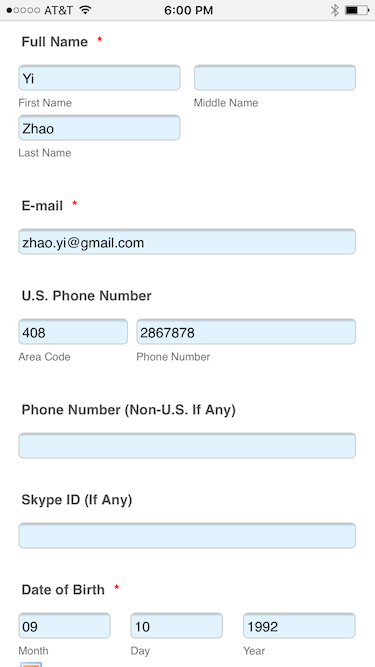 AT&T 6:00 PM
Full Name *
Yi
First Name Middle Name
Zhao
Last Name
E-mail *
zhao.yi@gmail.com
U.S. Phone Number
408 2867878
Area Code Phone Number
Phone Number (Non-U.S. If Any)
Skype ID (If Any)
Date of Birth *
09 10 1992
Month Day Year